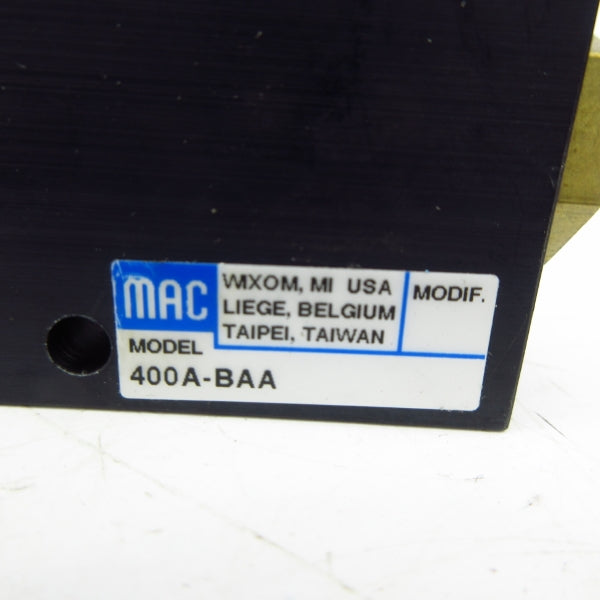 MAC
WIXOM, MI USA
LIEGE, BELGIUM
TAIPEI, TAIWAN
MODIF.
MODEL
400A-BAA